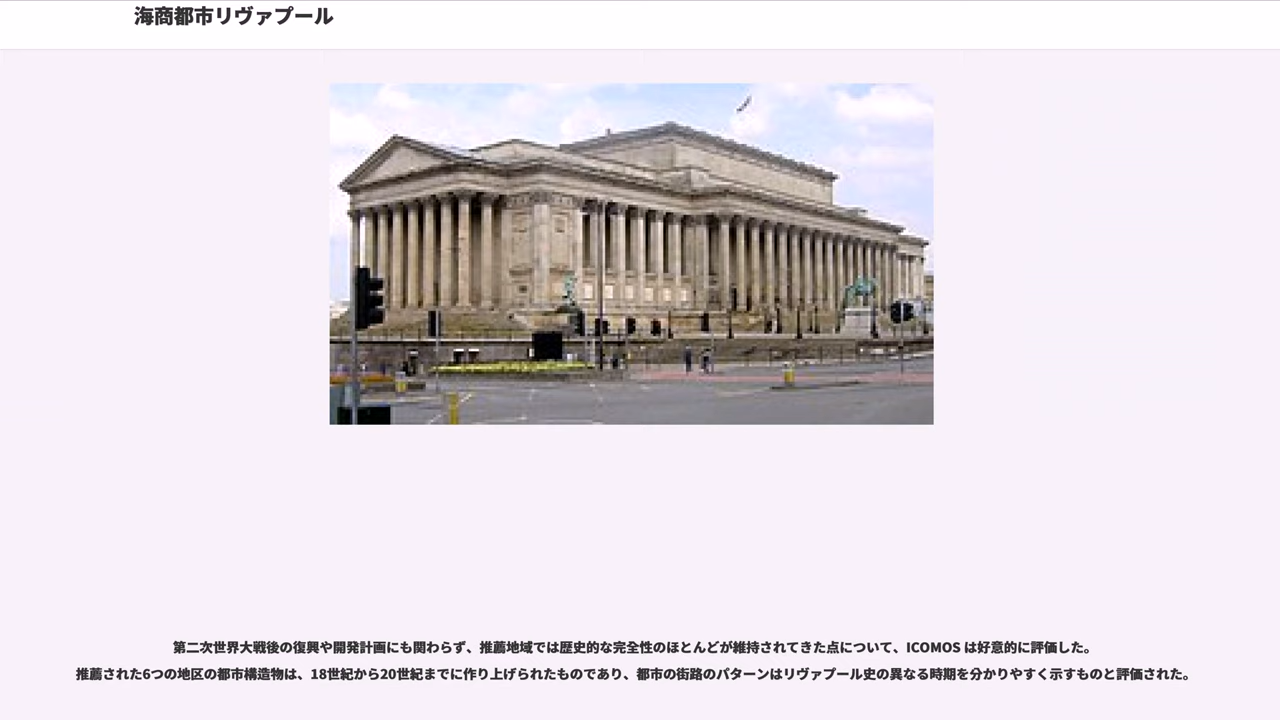 海商都市リヴァプール
第二次世界大戦後の復興や開発計画にも関わらず、推薦地域では歴史的な完全性のほとんどが維持されてきた点について、ICOMOS は好意的に評価した。
推薦された6つの地区の都市構造物は、18世紀から20世紀までに作り上げられたものであり、都市の街路のパターンはリヴァプール史の異なる時期を分かりやすく示すものと評価された。